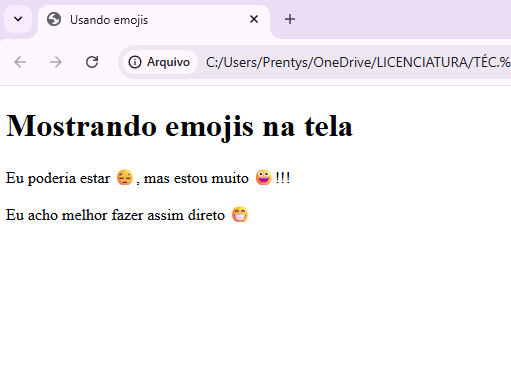 Usando emojis
Arquivo C:/Users/Prentys/OneDrive/LICENCIATURA/TÉC.%
Mostrando emojis na tela
Eu poderia estar 😥, mas estou muito 🤪!!!
Eu acho melhor fazer assim direto 😁